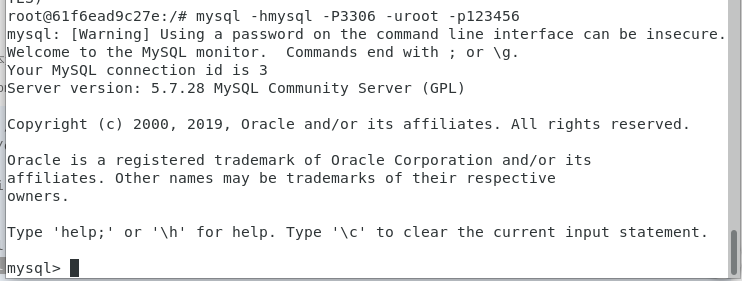 YES)
root@61f6ead9c27e:/# mysql -hmysql -P3306 -uroot -p123456
mysql: [Warning] Using a password on the command line interface can be insecure.
Welcome to the MySQL monitor.  Commands end with ; or \g.
Your MySQL connection id is 3
Server version: 5.7.28 MySQL Community Server (GPL)

Copyright (c) 2000, 2019, Oracle and/or its affiliates. All rights reserved.

Oracle is a registered trademark of Oracle Corporation and/or its
affiliates. Other names may be trademarks of their respective
owners.

Type 'help;' or '\h' for help. Type '\c' to clear the current input statement.

mysql>